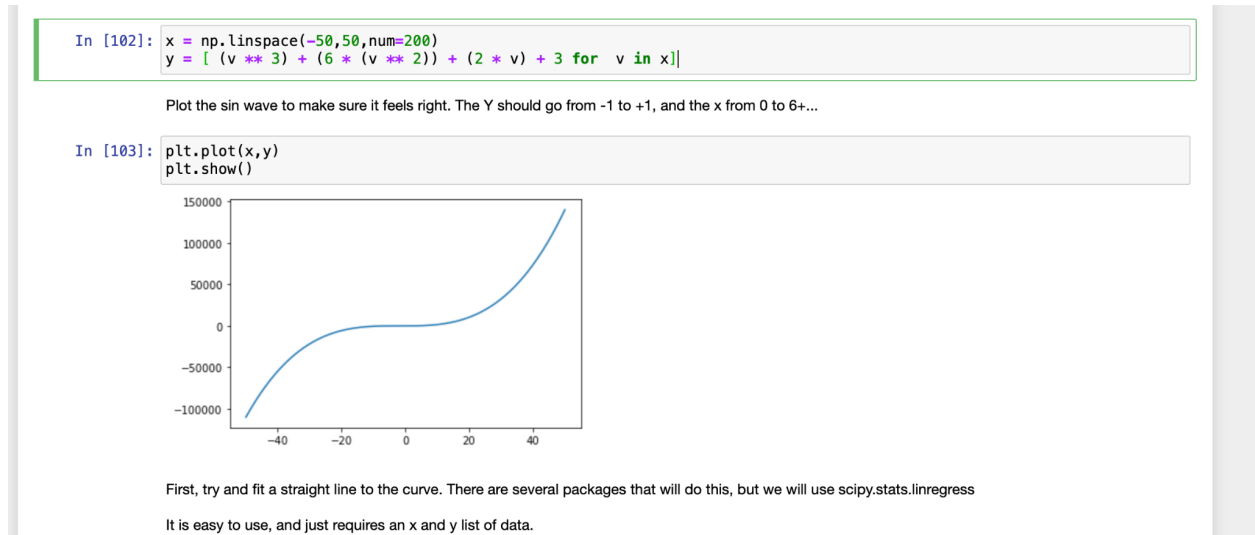 In [102]: x = np.linspace(-50,50,num=200)
y = [ (v ** 3) + (6 * (v ** 2)) + (2 * v) + 3 for  v in x]
Plot the sin wave to make sure it feels right. The Y should go from -1 to +1, and the x from 0 to 6+...
In [103]: plt.plot(x,y)
plt.show()
150000
100000
50000
0
−50000
−100000
−40 −20 0 20 40
First, try and fit a straight line to the curve. There are several packages that will do this, but we will use scipy.stats.linregress
It is easy to use, and just requires an x and y list of data.